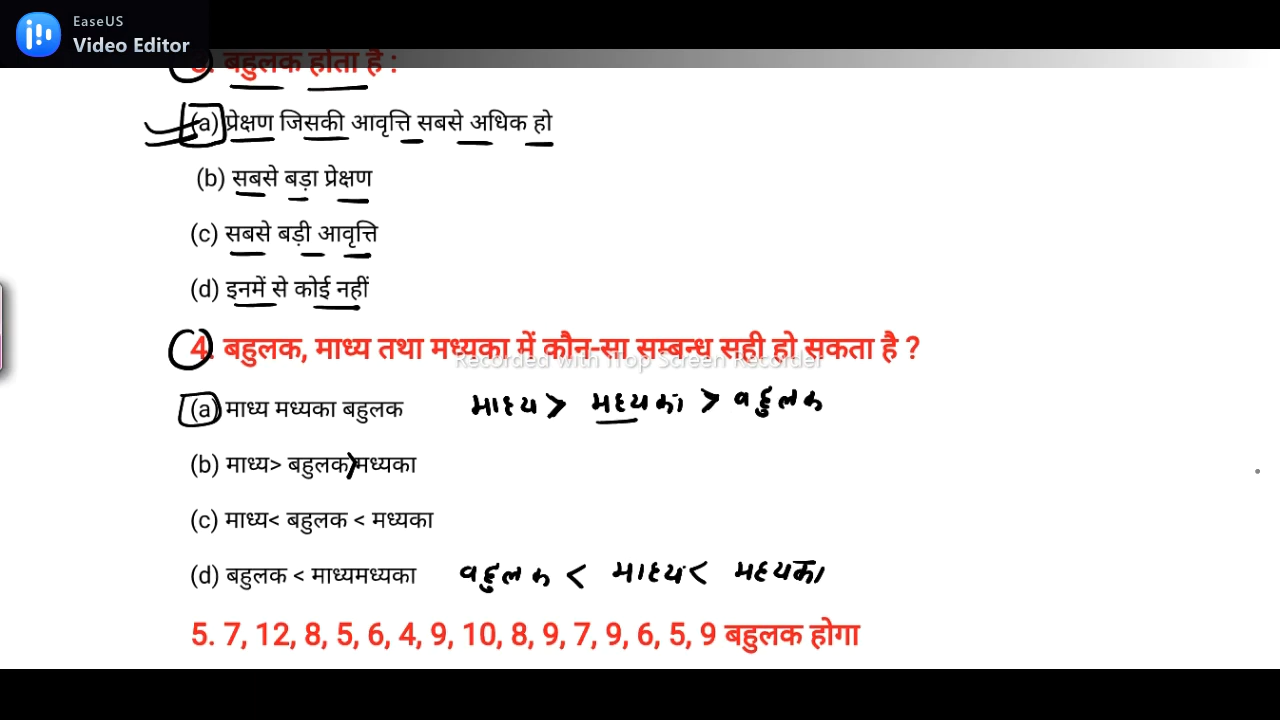 EaseUS
Video Editor
3. बहुलक होता है :
(a) प्रेक्षण जिसकी आवृत्ति सबसे अधिक हो
(b) सबसे बड़ा प्रेक्षण
(c) सबसे बड़ी आवृत्ति
(d) इनमें से कोई नहीं
4. बहुलक, माध्य तथा मध्यका में कौन-सा सम्बन्ध सही हो सकता है ?
Recorded with iTop Screen Recorder
(a) माध्य मध्यका बहुलक माध्य > मध्यका > बहुलक
(b) माध्य> बहुलक>मध्यका
(c) माध्य< बहुलक < मध्यका
(d) बहुलक < माध्यमध्यका बहुलक < माध्य < मध्यका
5. 7, 12, 8, 5, 6, 4, 9, 10, 8, 9, 7, 9, 6, 5, 9 बहुलक होगा